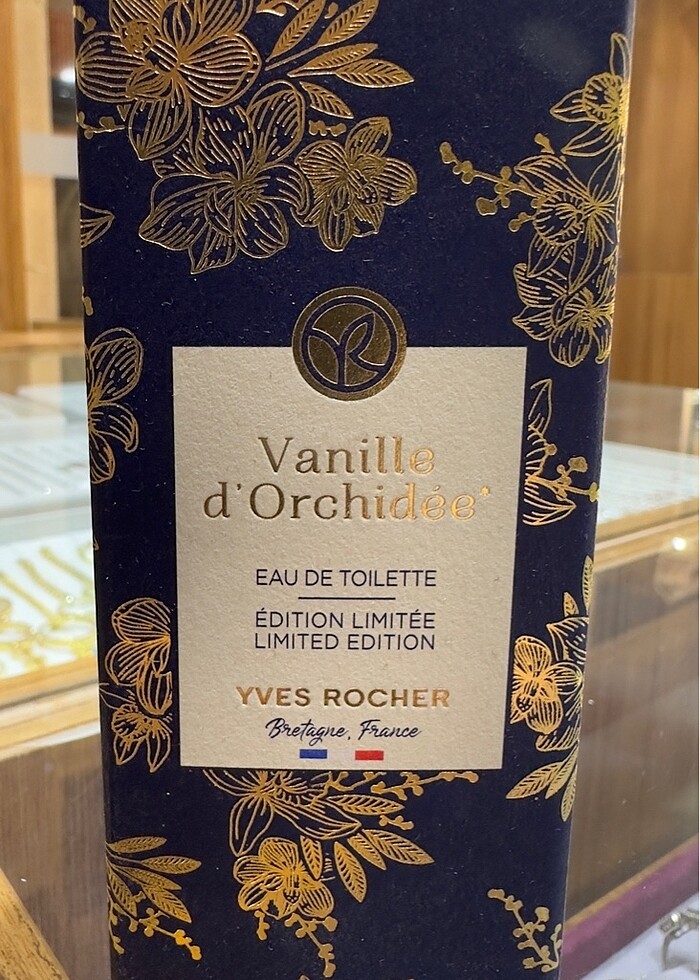 Vanille
d'Orchidée*
EAU DE TOILETTE
ÉDITION LIMITÉE
LIMITED EDITION
YVES ROCHER
Bretagne, France